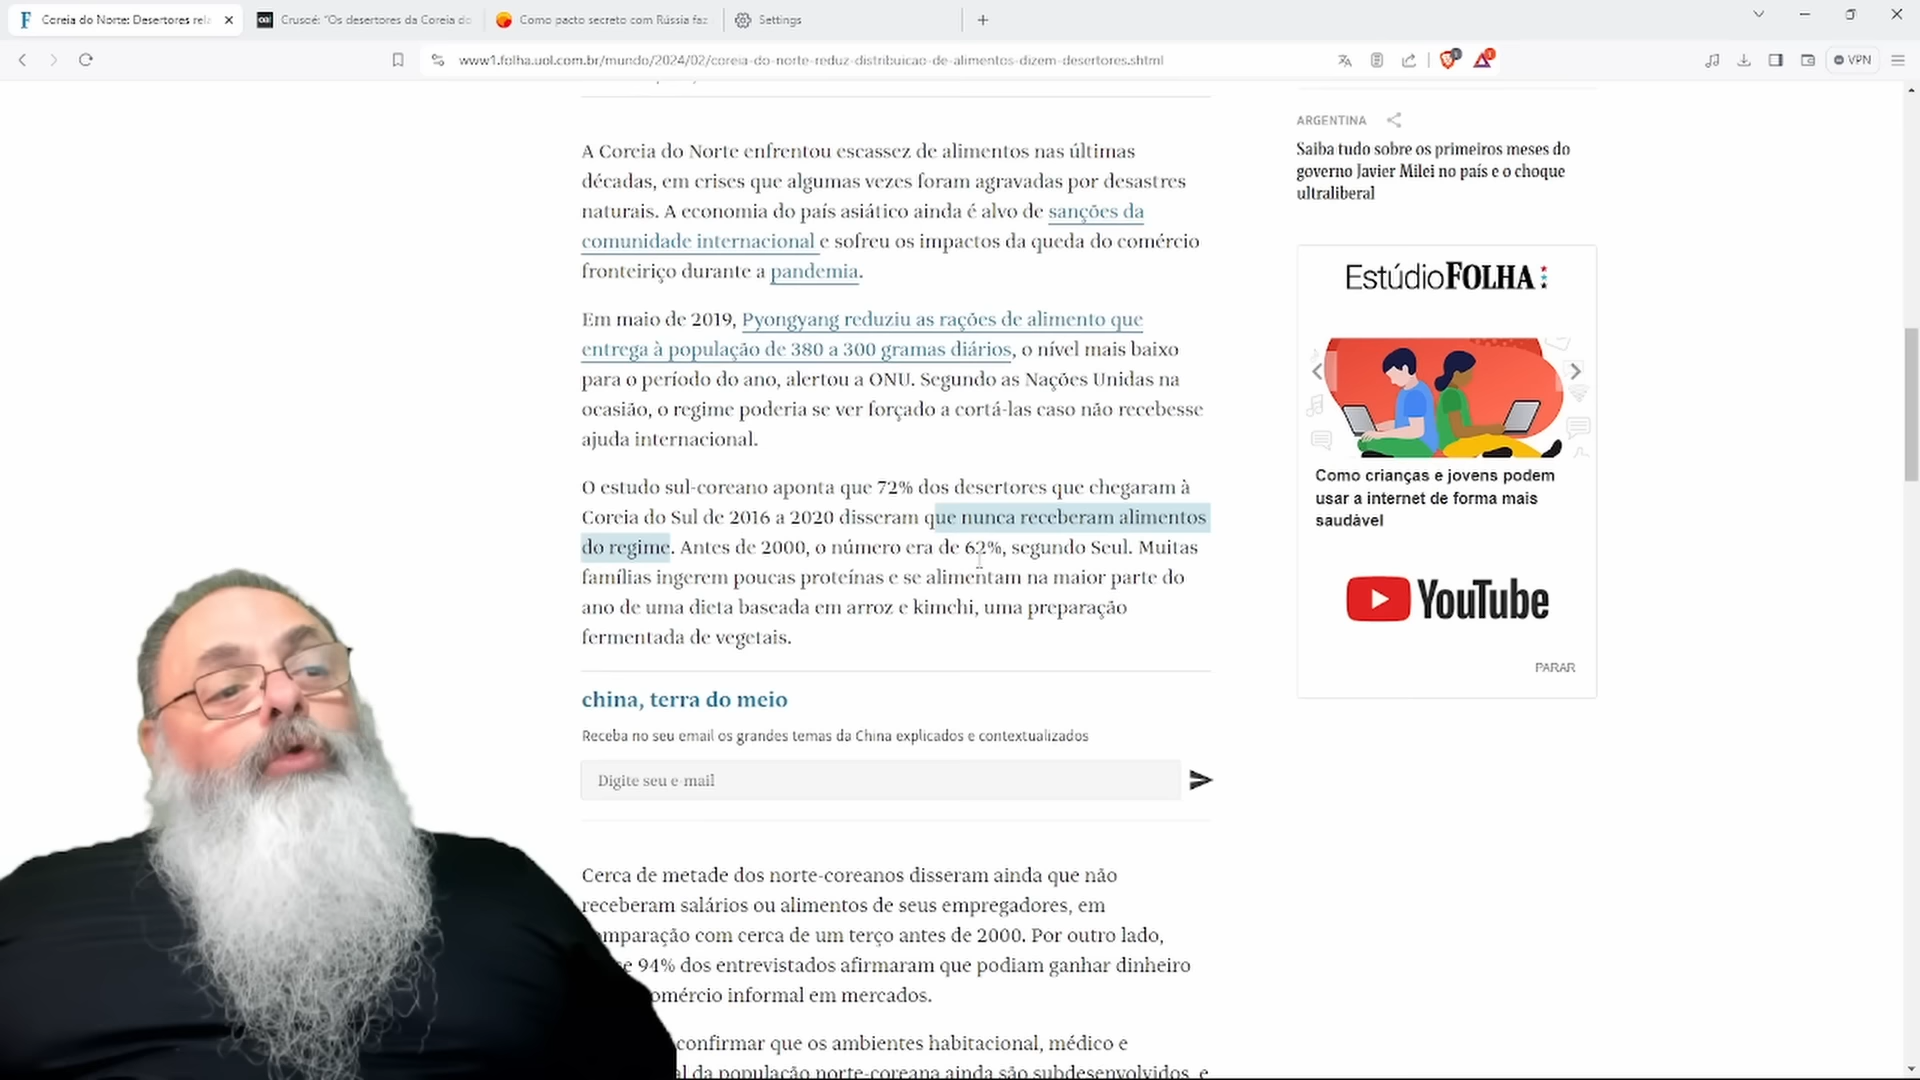 Coreia do Norte: Desertores rela
Crusoé: "Os desertores da Coreia do
Como pacto secreto com Rússia faz
Settings
www1.folha.uol.com.br/mundo/2024/02/coreia-do-norte-reduz-distribuicao-de-alimentos-dizem-desertores.shtml
VPN
A Coreia do Norte enfrentou escassez de alimentos nas últimas
décadas, em crises que algumas vezes foram agravadas por desastres
naturais. A economia do país asiático ainda é alvo de sanções da
comunidade internacional e sofreu os impactos da queda do comércio
fronteiriço durante a pandemia.
Em maio de 2019, Pyongyang reduziu as rações de alimento que
entrega à população de 380 a 300 gramas diários, o nível mais baixo
para o período do ano, alertou a ONU. Segundo as Nações Unidas na
ocasião, o regime poderia se ver forçado a cortá-las caso não recebesse
ajuda internacional.
O estudo sul-coreano aponta que 72% dos desertores que chegaram à
Coreia do Sul de 2016 a 2020 disseram que nunca receberam alimentos
do regime. Antes de 2000, o número era de 62%, segundo Seul. Muitas
famílias ingerem poucas proteínas e se alimentam na maior parte do
ano de uma dieta baseada em arroz e kimchi, uma preparação
fermentada de vegetais.
china, terra do meio
Receba no seu email os grandes temas da China explicados e contextualizados
Digite seu e-mail
Cerca de metade dos norte-coreanos disseram ainda que não
receberam salários ou alimentos de seus empregadores, em
omparação com cerca de um terço antes de 2000. Por outro lado,
e 94% dos entrevistados afirmaram que podiam ganhar dinheiro
omércio informal em mercados.
confirmar que os ambientes habitacional, médico e
al da população norte-coreana ainda são subdesenvolvidos, e
ARGENTINA
Saiba tudo sobre os primeiros meses do
governo Javier Milei no país e o choque
ultraliberal
Estúdio FOLHA
Como crianças e jovens podem
usar a internet de forma mais
saudável
YouTube
PARAR